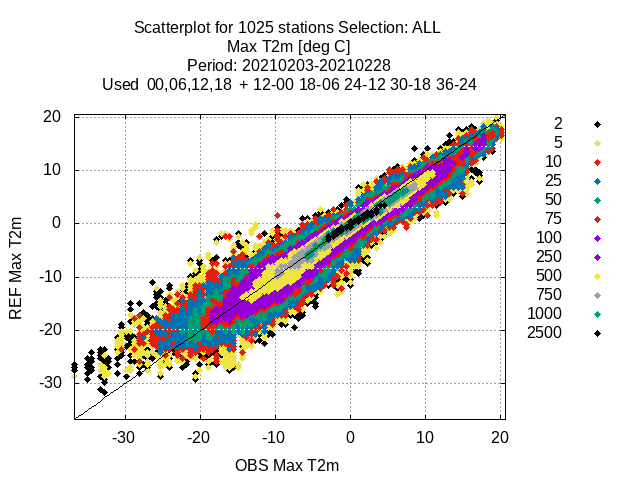 Scatterplot for 1025 stations Selection: ALL
Max T2m [deg C]
Period: 20210203-20210228
Used  00,06,12,18  + 12-00 18-06 24-12 30-18 36-24
REF Max T2m
20
10
0
-10
-20
-30
-30 -20 -10 0 10 20
OBS Max T2m
2
5
10
25
50
75
100
250
500
750
1000
2500